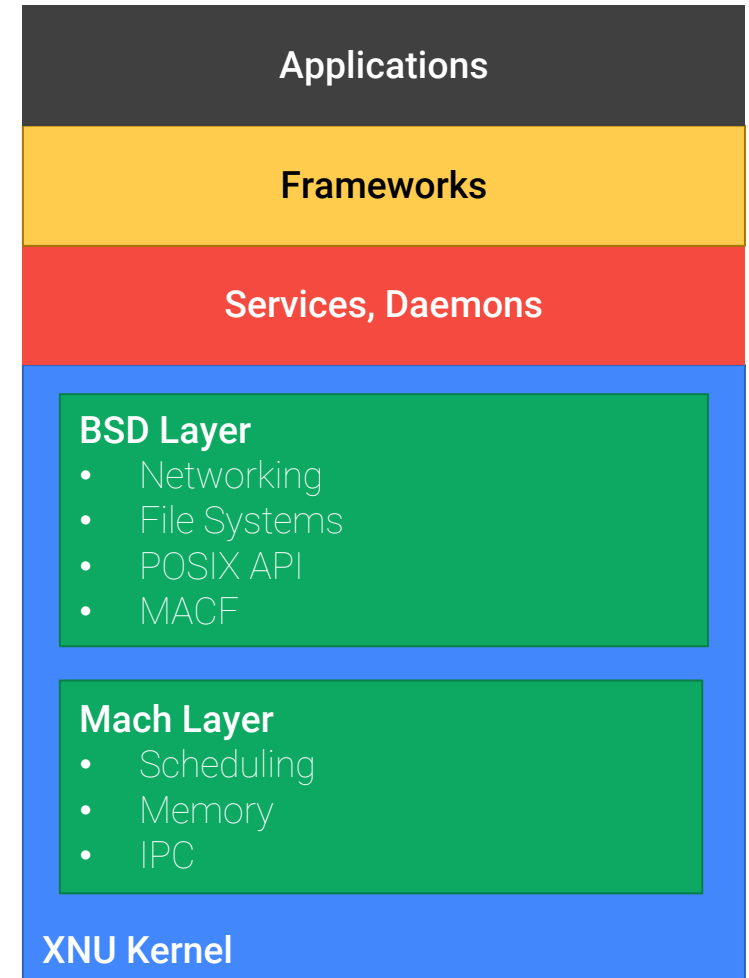 Applications
Frameworks
Services, Daemons
BSD Layer
• Networking
• File Systems
• POSIX API
• MACF
Mach Layer
• Scheduling
• Memory
• IPC
XNU Kernel